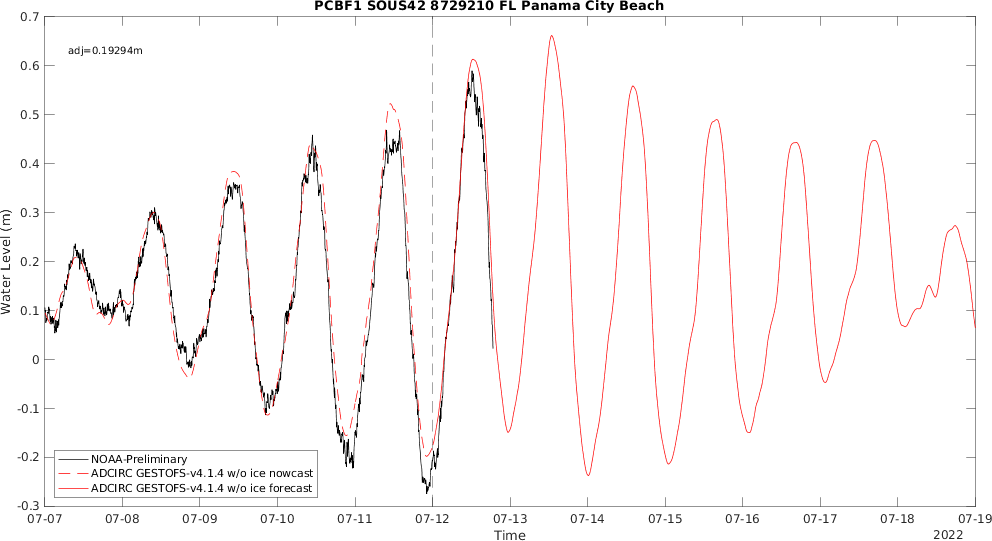 PCBF1 SOUS42 8729210 FL Panama City Beach
adj=0.19294m
Water Level (m)
0.7
0.6
0.5
0.4
0.3
0.2
0.1
0
-0.1
-0.2
-0.3
NOAA-Preliminary
ADCIRC GESTOFS-v4.1.4 w/o ice nowcast
ADCIRC GESTOFS-v4.1.4 w/o ice forecast
07-07 07-08 07-09 07-10 07-11 07-12 07-13 07-14 07-15 07-16 07-17 07-18 07-19
Time
2022